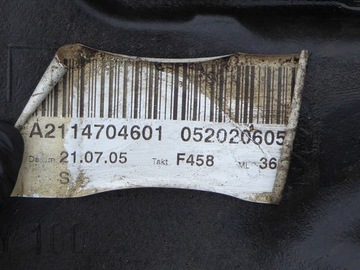 A2114704601 052020605
Datum 21.07.05 Takt F458 ML 36
S